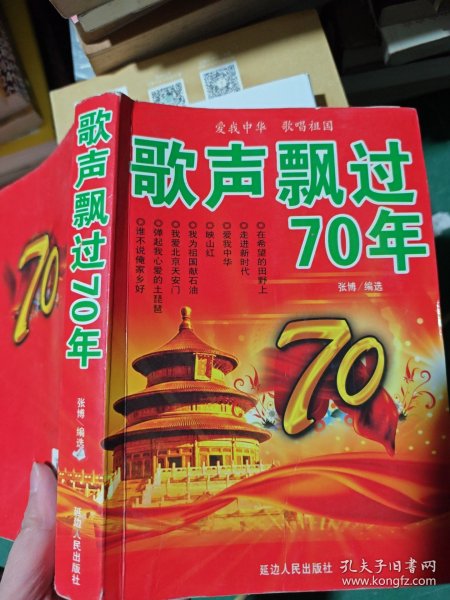 爱我中华 歌唱祖国
歌声飘过
70年
张博/编选
●在希望的田野上
●走进新时代
●爱我中华
●映山红
●我为祖国献石油
●我爱北京天安门
●弹起我心爱的土琵琶
●谁不说俺家乡好
70
延边人民出版社
歌声飘过70年
张博/编选
延边人民出版社
70
孔夫子旧书网
www.kongfz.com